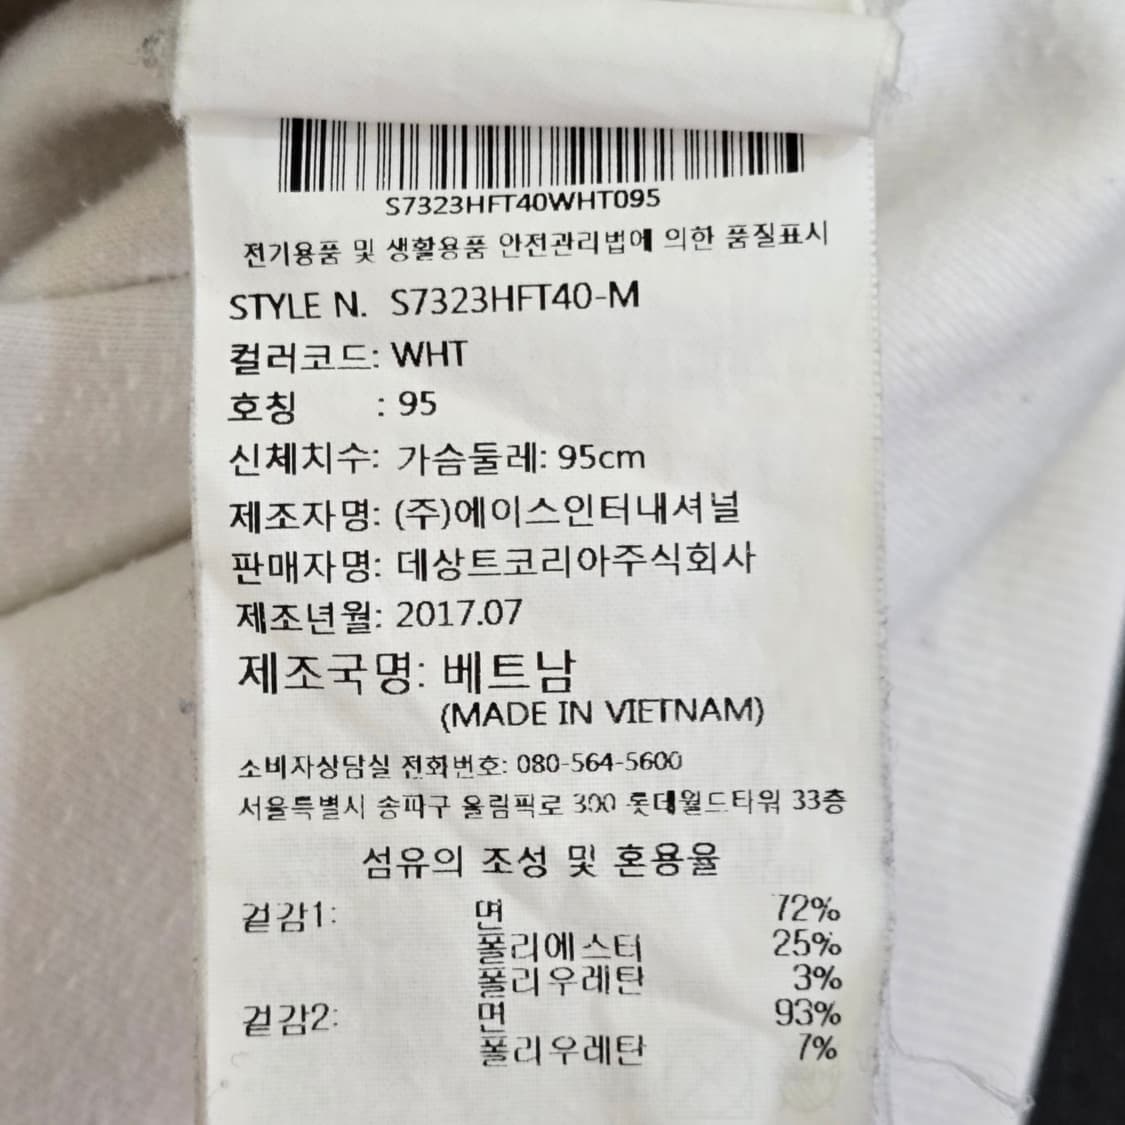 S7323HFT40WHT095
전기용품 및 생활용품 안전관리법에 의한 품질표시
STYLE N. S7323HFT40-M
컬러코드: WHT
호칭 : 95
신체치수: 가슴둘레: 95cm
제조자명: (주)에이스인터내셔널
판매자명: 데상트코리아주식회사
제조년월: 2017.07
제조국명: 베트남
(MADE IN VIETNAM)
소비자상담실 전화번호: 080-564-5600
서울특별시 송파구 올림픽로 300 롯데월드타워 33층
섬유의 조성 및 혼용율
겉감1: 면 72%
폴리에스터 25%
폴리우레탄 3%
겉감2: 면 93%
폴리우레탄 7%